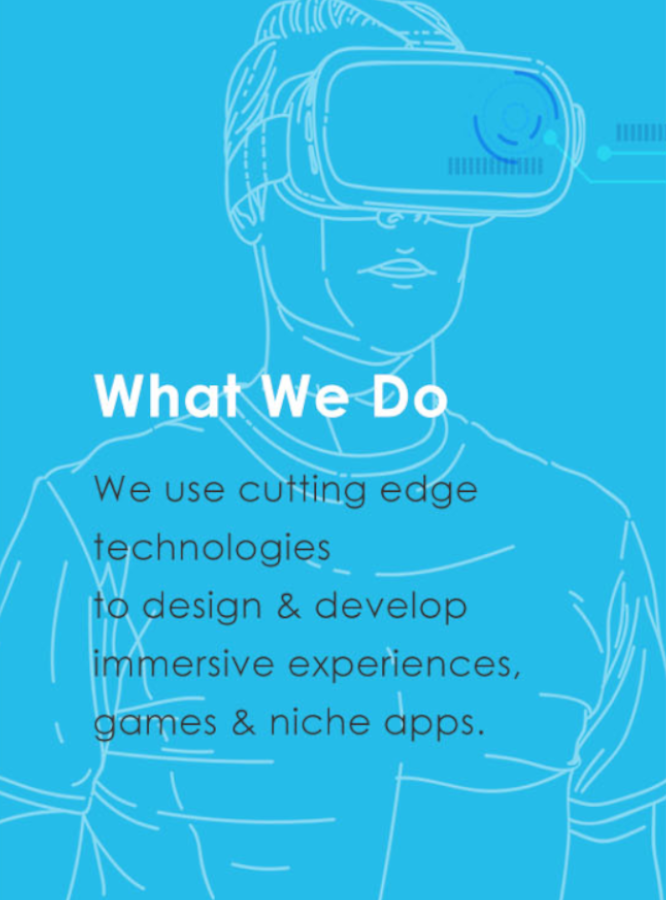 What We Do
We use cutting edge
technologies
to design & develop
immersive experiences,
games & niche apps.